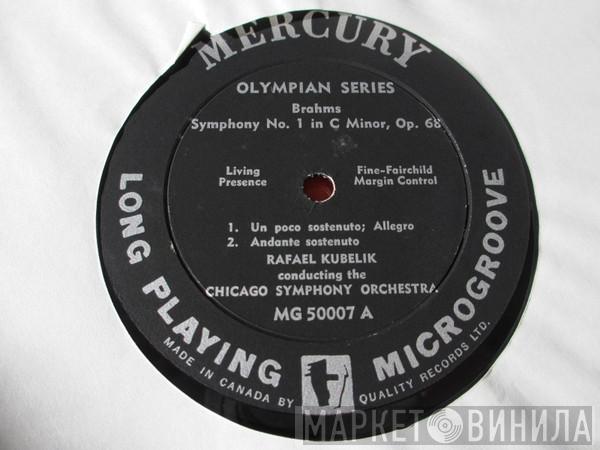 MERCURY
OLYMPIAN SERIES
Brahms
Symphony No. 1 in C Minor, Op. 68
Living
Presence
Fine-Fairchild
Margin Control
1. Un poco sostenuto; Allegro
2. Andante sostenuto
RAFAEL KUBELIK
conducting the
CHICAGO SYMPHONY ORCHESTRA
MG 50007 A
LONG PLAYING MICROGROOVE
MADE IN CANADA BY QUALITY RECORDS LTD.
МАРКЕТ ВИНИЛА